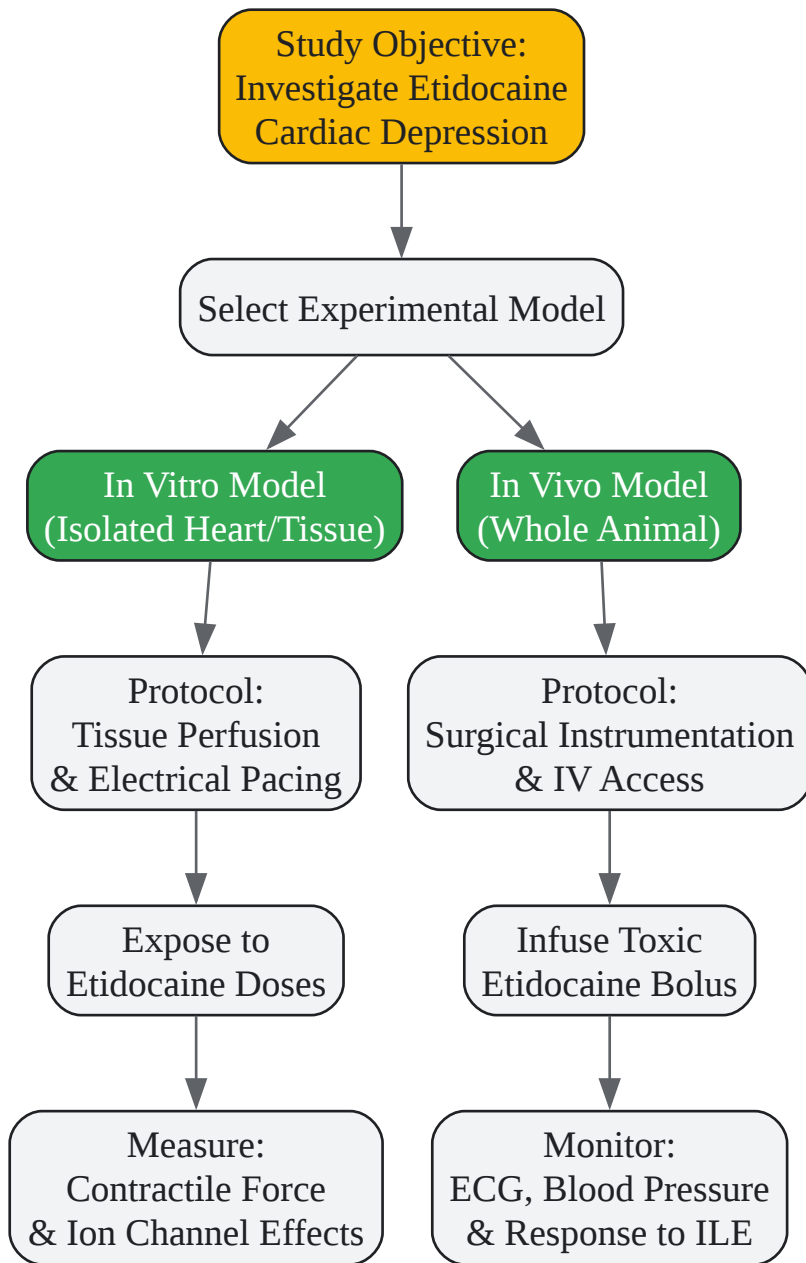 Study Objective:
Investigate Etidocaine
Cardiac Depression
Select Experimental Model
In Vitro Model
(Isolated Heart/Tissue)
In Vivo Model
(Whole Animal)
Protocol:
Tissue Perfusion
& Electrical Pacing
Protocol:
Surgical Instrumentation
& IV Access
Expose to
Etidocaine Doses
Infuse Toxic
Etidocaine Bolus
Measure:
Contractile Force
& Ion Channel Effects
Monitor:
ECG, Blood Pressure
& Response to ILE